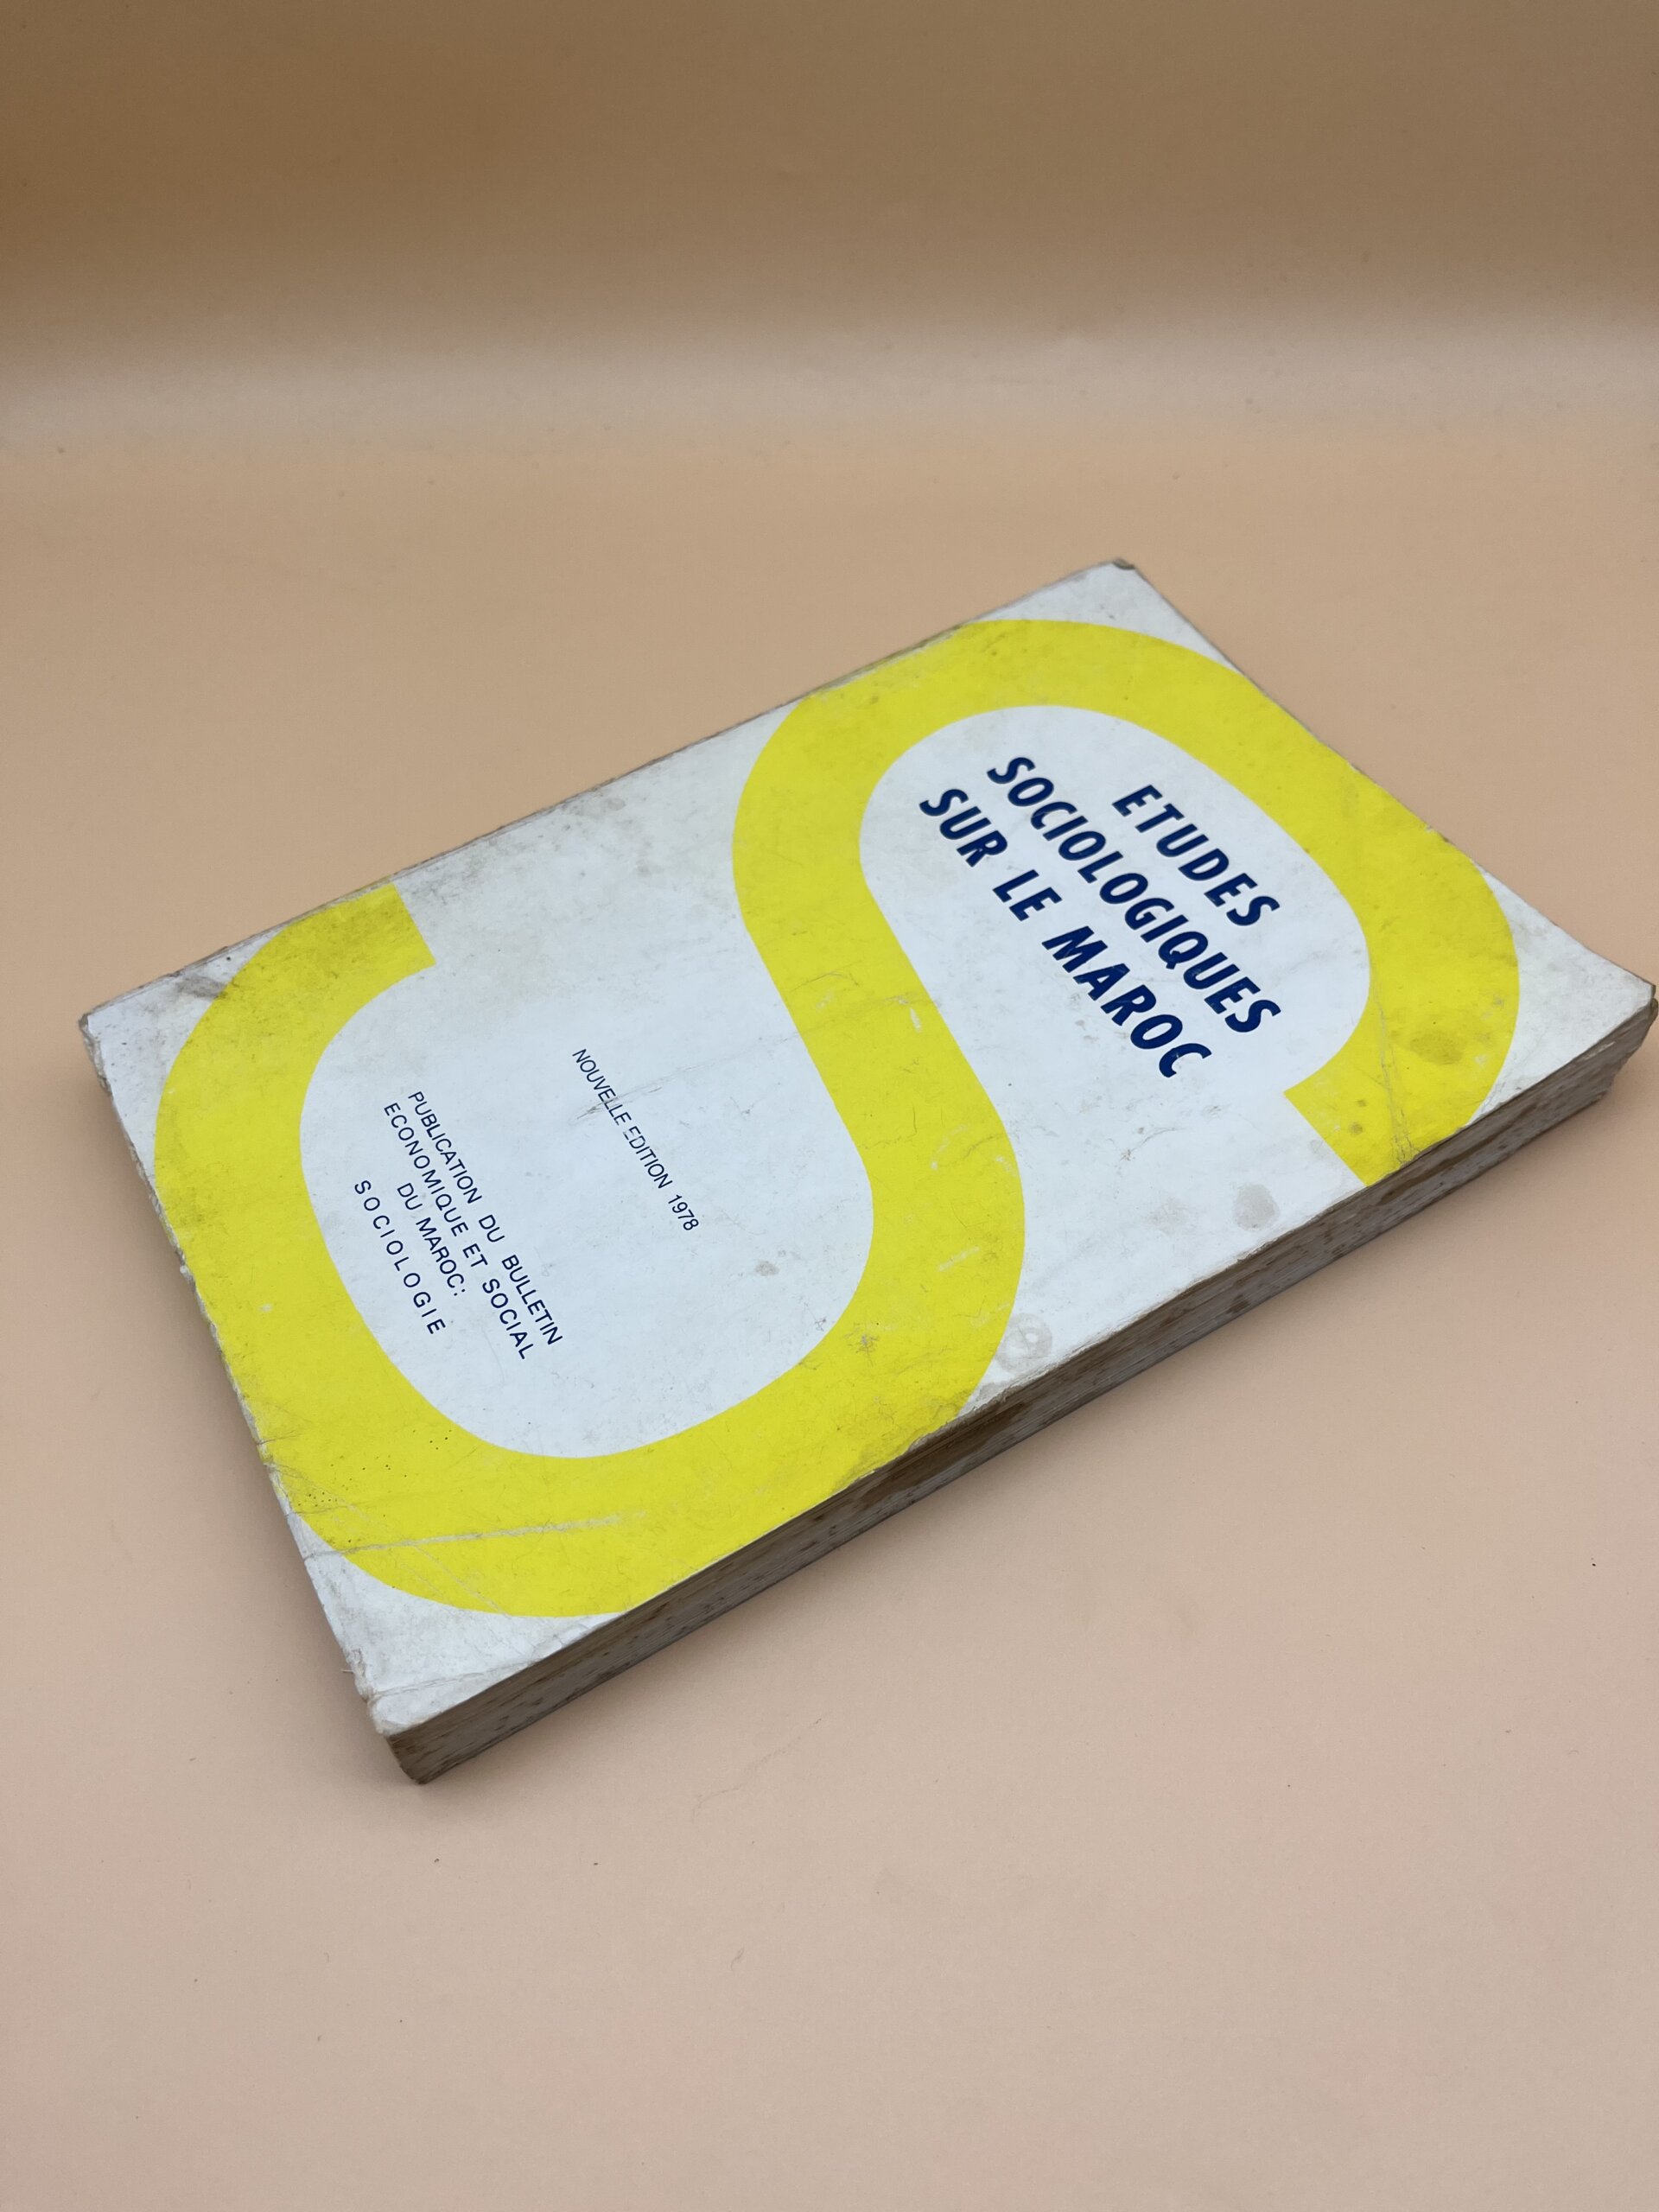 ETUDES
SOCIOLOGIQUES
SUR LE MAROC
NOUVELLE EDITION 1978
PUBLICATION DU BULLETIN
ECONOMIQUE ET SOCIAL
DU MAROC:
SOCIOLOGIE